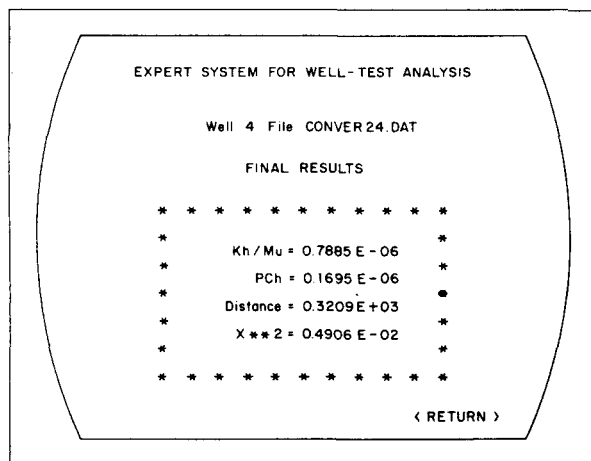 EXPERT SYSTEM FOR WELL-TEST ANALYSIS
Well 4 File CONVER24.DAT
FINAL RESULTS
* * * * * * * * * * *
* *
Kh/Mu = 0.7885 E-06
* *
PCh = 0.1695 E-06
* *
Distance = 0.3209E+03
* *
X**2 = 0.4906 E-02
* *
* * * * * * * * * * *
< RETURN >